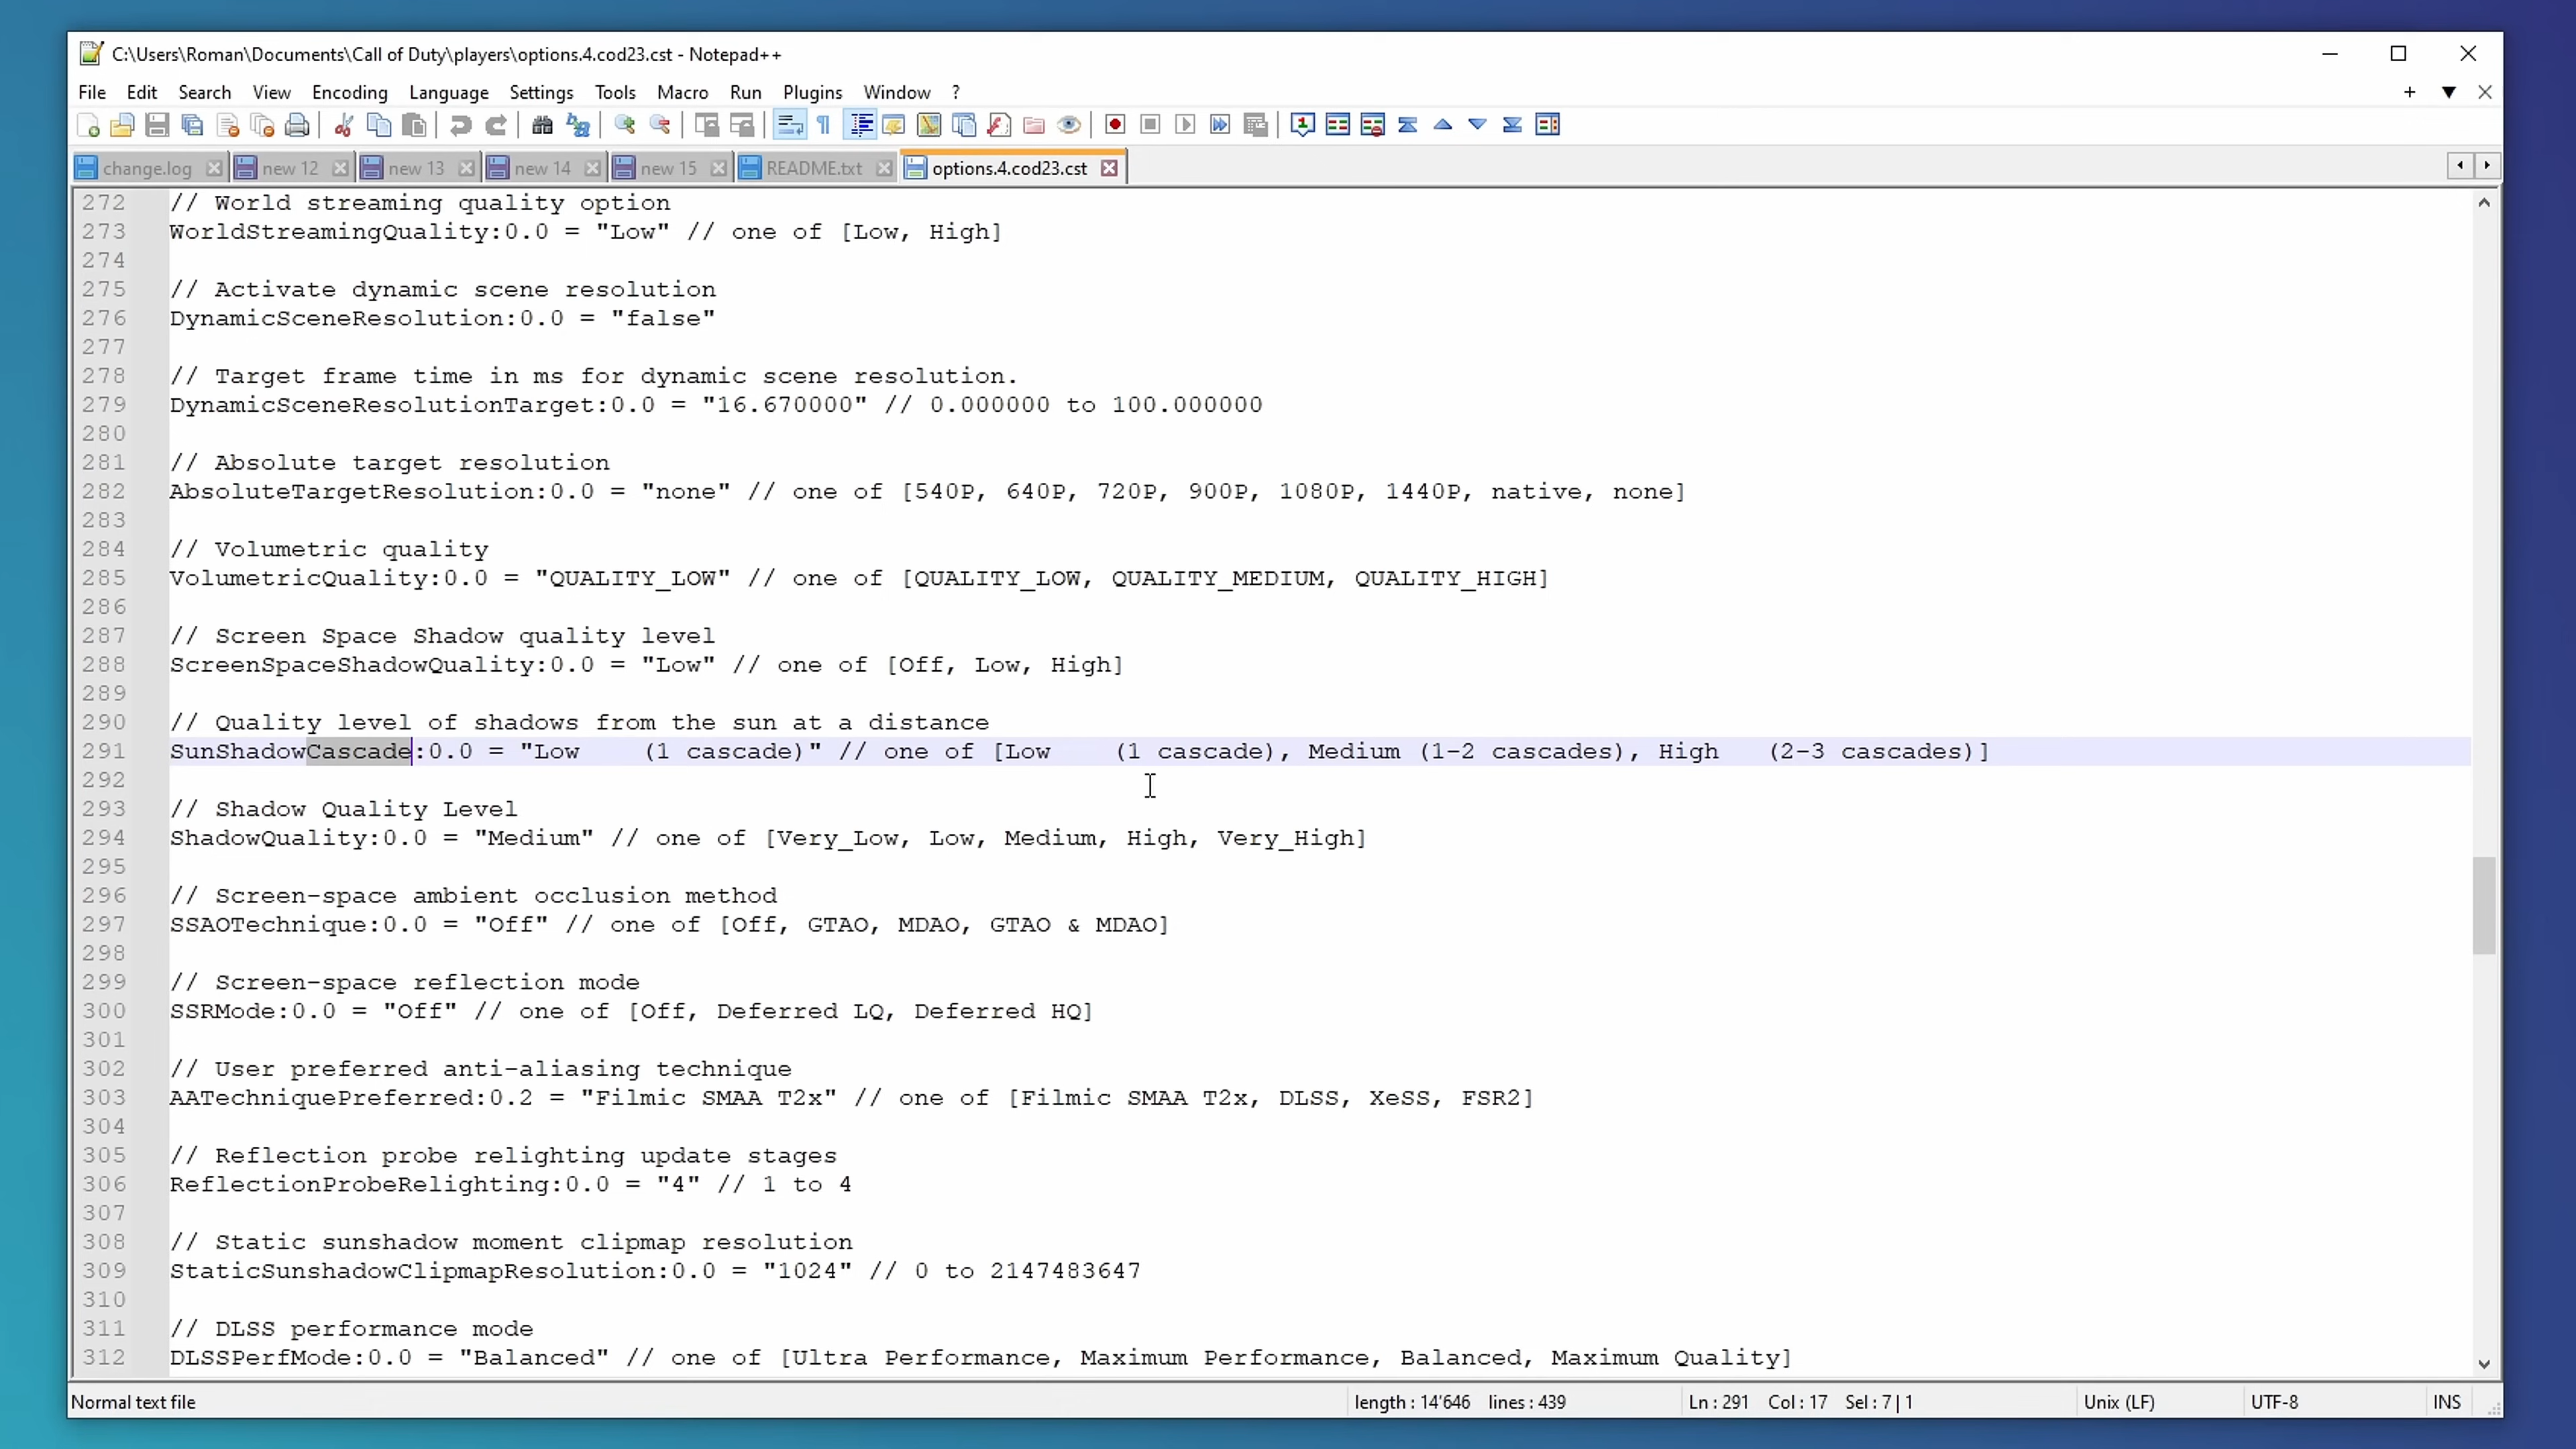 C:\Users\Roman\Documents\Call of Duty\players\options.4.cod23.cst - Notepad++
File Edit Search View Encoding Language Settings Tools Macro Run Plugins Window ?
change.log new 12 new 13 new 14 new 15 README.txt options.4.cod23.cst
272 // World streaming quality option
273 WorldStreamingQuality:0.0 = "Low" // one of [Low, High]
274
275 // Activate dynamic scene resolution
276 DynamicSceneResolution:0.0 = "false"
277
278 // Target frame time in ms for dynamic scene resolution.
279 DynamicSceneResolutionTarget:0.0 = "16.670000" // 0.000000 to 100.000000
280
281 // Absolute target resolution
282 AbsoluteTargetResolution:0.0 = "none" // one of [540P, 640P, 720P, 900P, 1080P, 1440P, native, none]
283
284 // Volumetric quality
285 VolumetricQuality:0.0 = "QUALITY_LOW" // one of [QUALITY_LOW, QUALITY_MEDIUM, QUALITY_HIGH]
286
287 // Screen Space Shadow quality level
288 ScreenSpaceShadowQuality:0.0 = "Low" // one of [Off, Low, High]
289
290 // Quality level of shadows from the sun at a distance
291 SunShadowCascade:0.0 = "Low    (1 cascade)" // one of [Low    (1 cascade), Medium (1-2 cascades), High   (2-3 cascades)]
292
293 // Shadow Quality Level
294 ShadowQuality:0.0 = "Medium" // one of [Very_Low, Low, Medium, High, Very_High]
295
296 // Screen-space ambient occlusion method
297 SSAOTechnique:0.0 = "Off" // one of [Off, GTAO, MDAO, GTAO & MDAO]
298
299 // Screen-space reflection mode
300 SSRMode:0.0 = "Off" // one of [Off, Deferred LQ, Deferred HQ]
301
302 // User preferred anti-aliasing technique
303 AATechniquePreferred:0.2 = "Filmic SMAA T2x" // one of [Filmic SMAA T2x, DLSS, XeSS, FSR2]
304
305 // Reflection probe relighting update stages
306 ReflectionProbeRelighting:0.0 = "4" // 1 to 4
307
308 // Static sunshadow moment clipmap resolution
309 StaticSunshadowClipmapResolution:0.0 = "1024" // 0 to 2147483647
310
311 // DLSS performance mode
312 DLSSPerfMode:0.0 = "Balanced" // one of [Ultra Performance, Maximum Performance, Balanced, Maximum Quality]
Normal text file length : 14'646 lines : 439 Ln : 291 Col : 17 Sel : 7 | 1 Unix (LF) UTF-8 INS